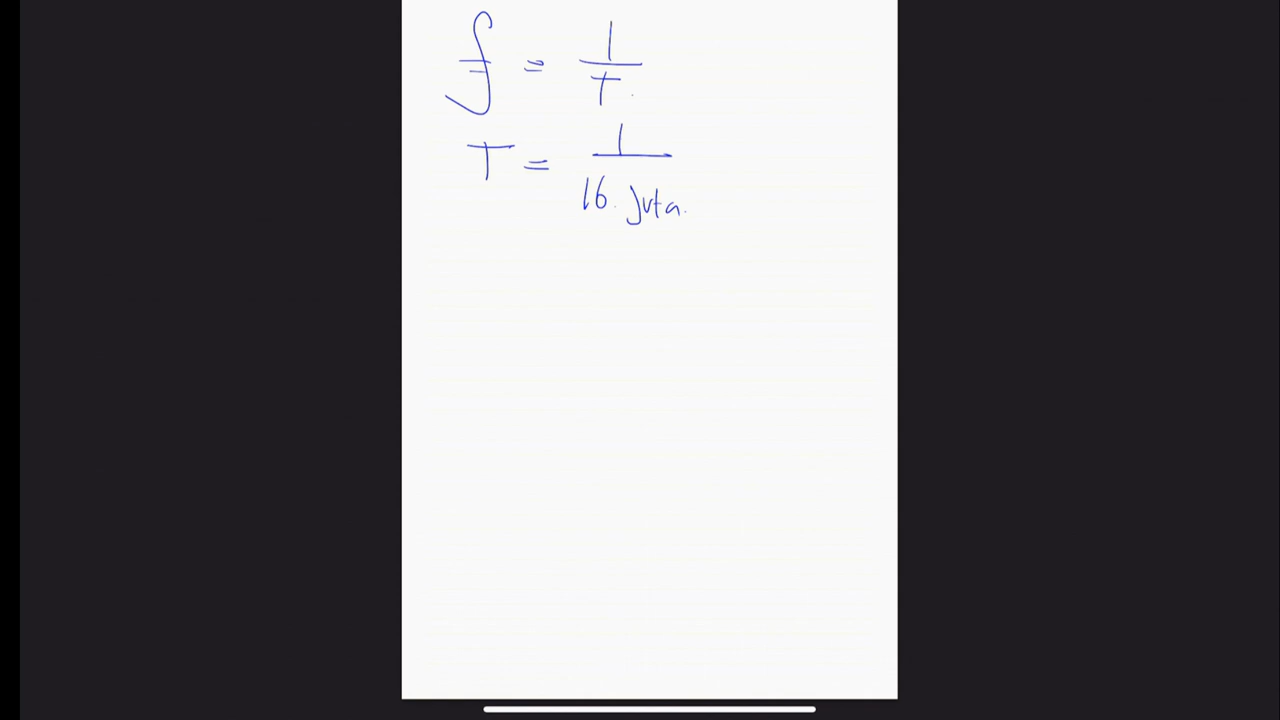 f = 1/T.
T = 1/16. juta.